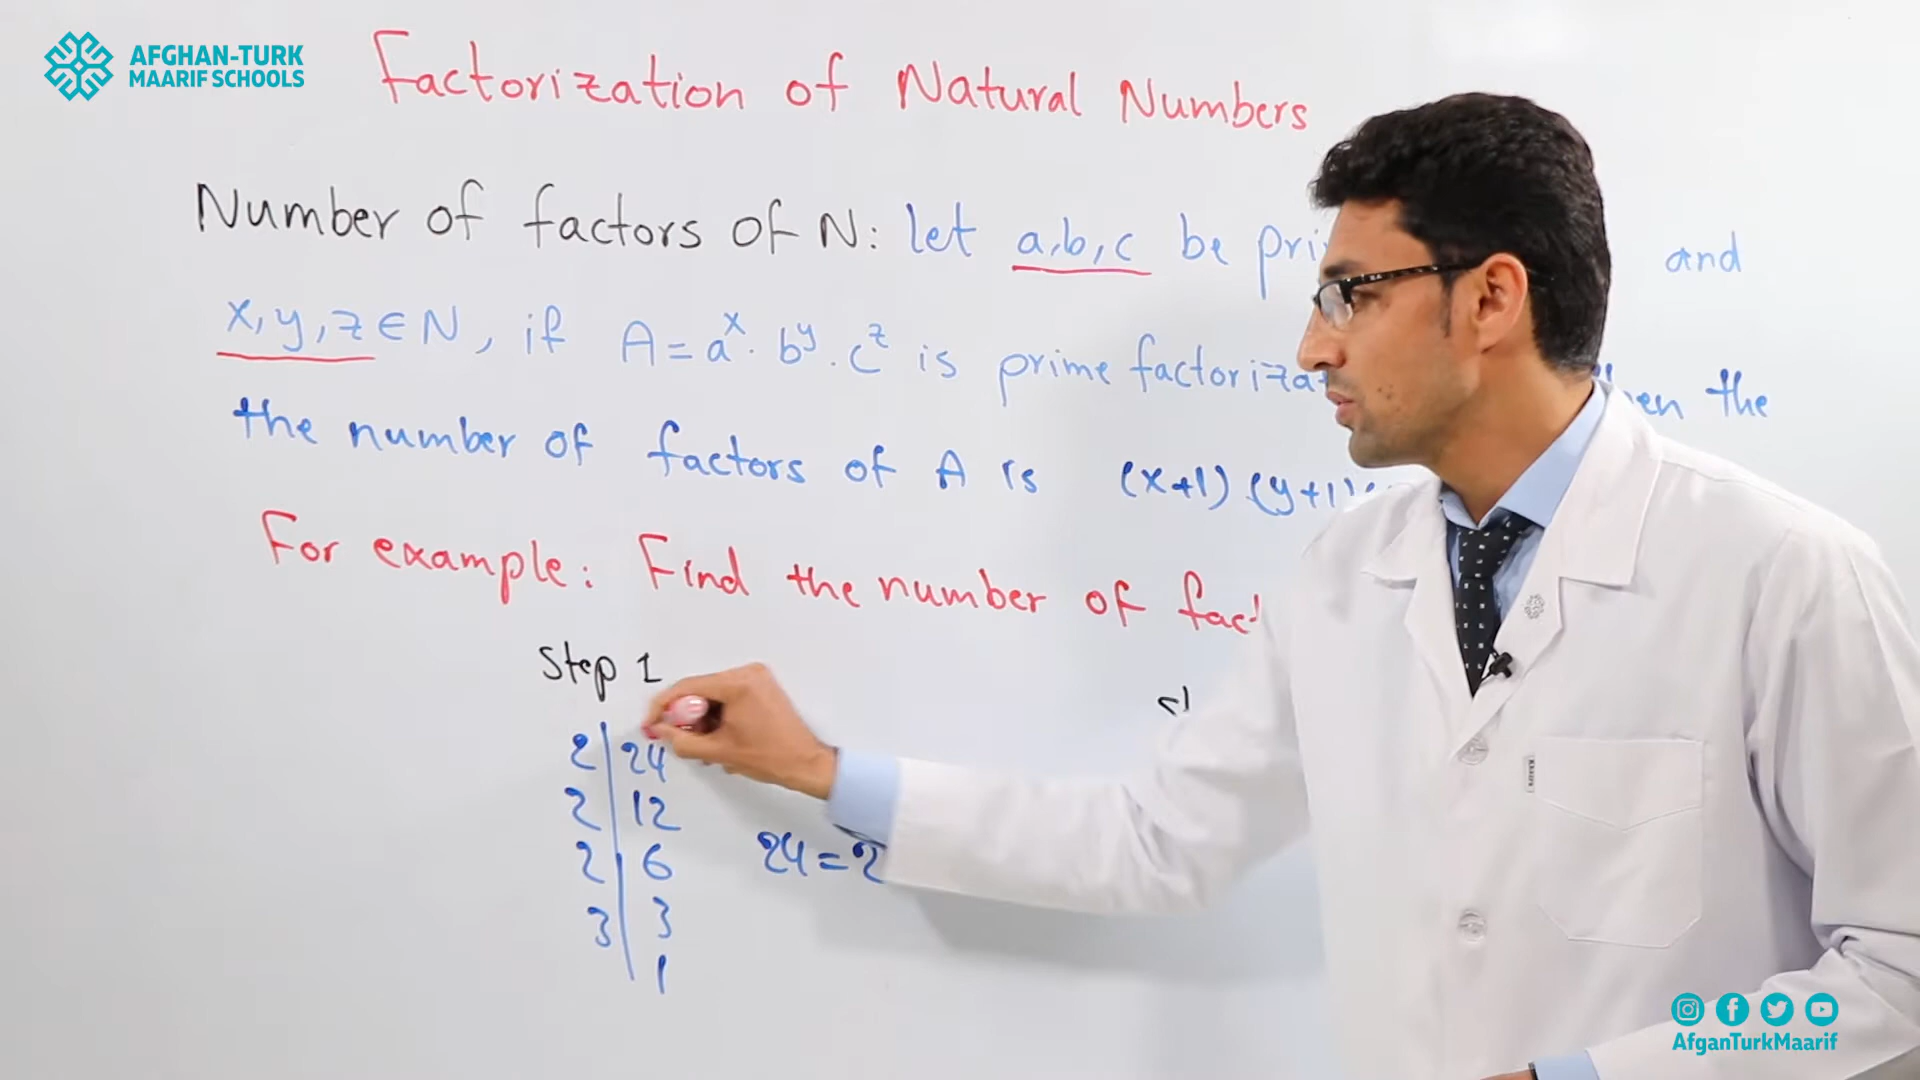 AFGHAN-TURK
MAARIF SCHOOLS
Factorization of Natural Numbers
Number of factors of N: let a,b,c be and
x,y,z∈N, if A=a^x · b^y · c^z is prime the
the number of factors of A is (x+1) (y+1)
For example: Find the number of
Step 1
2 | 24
2 | 12
2 | 6
3 | 3
1
24=2
AfganTurkMaarif